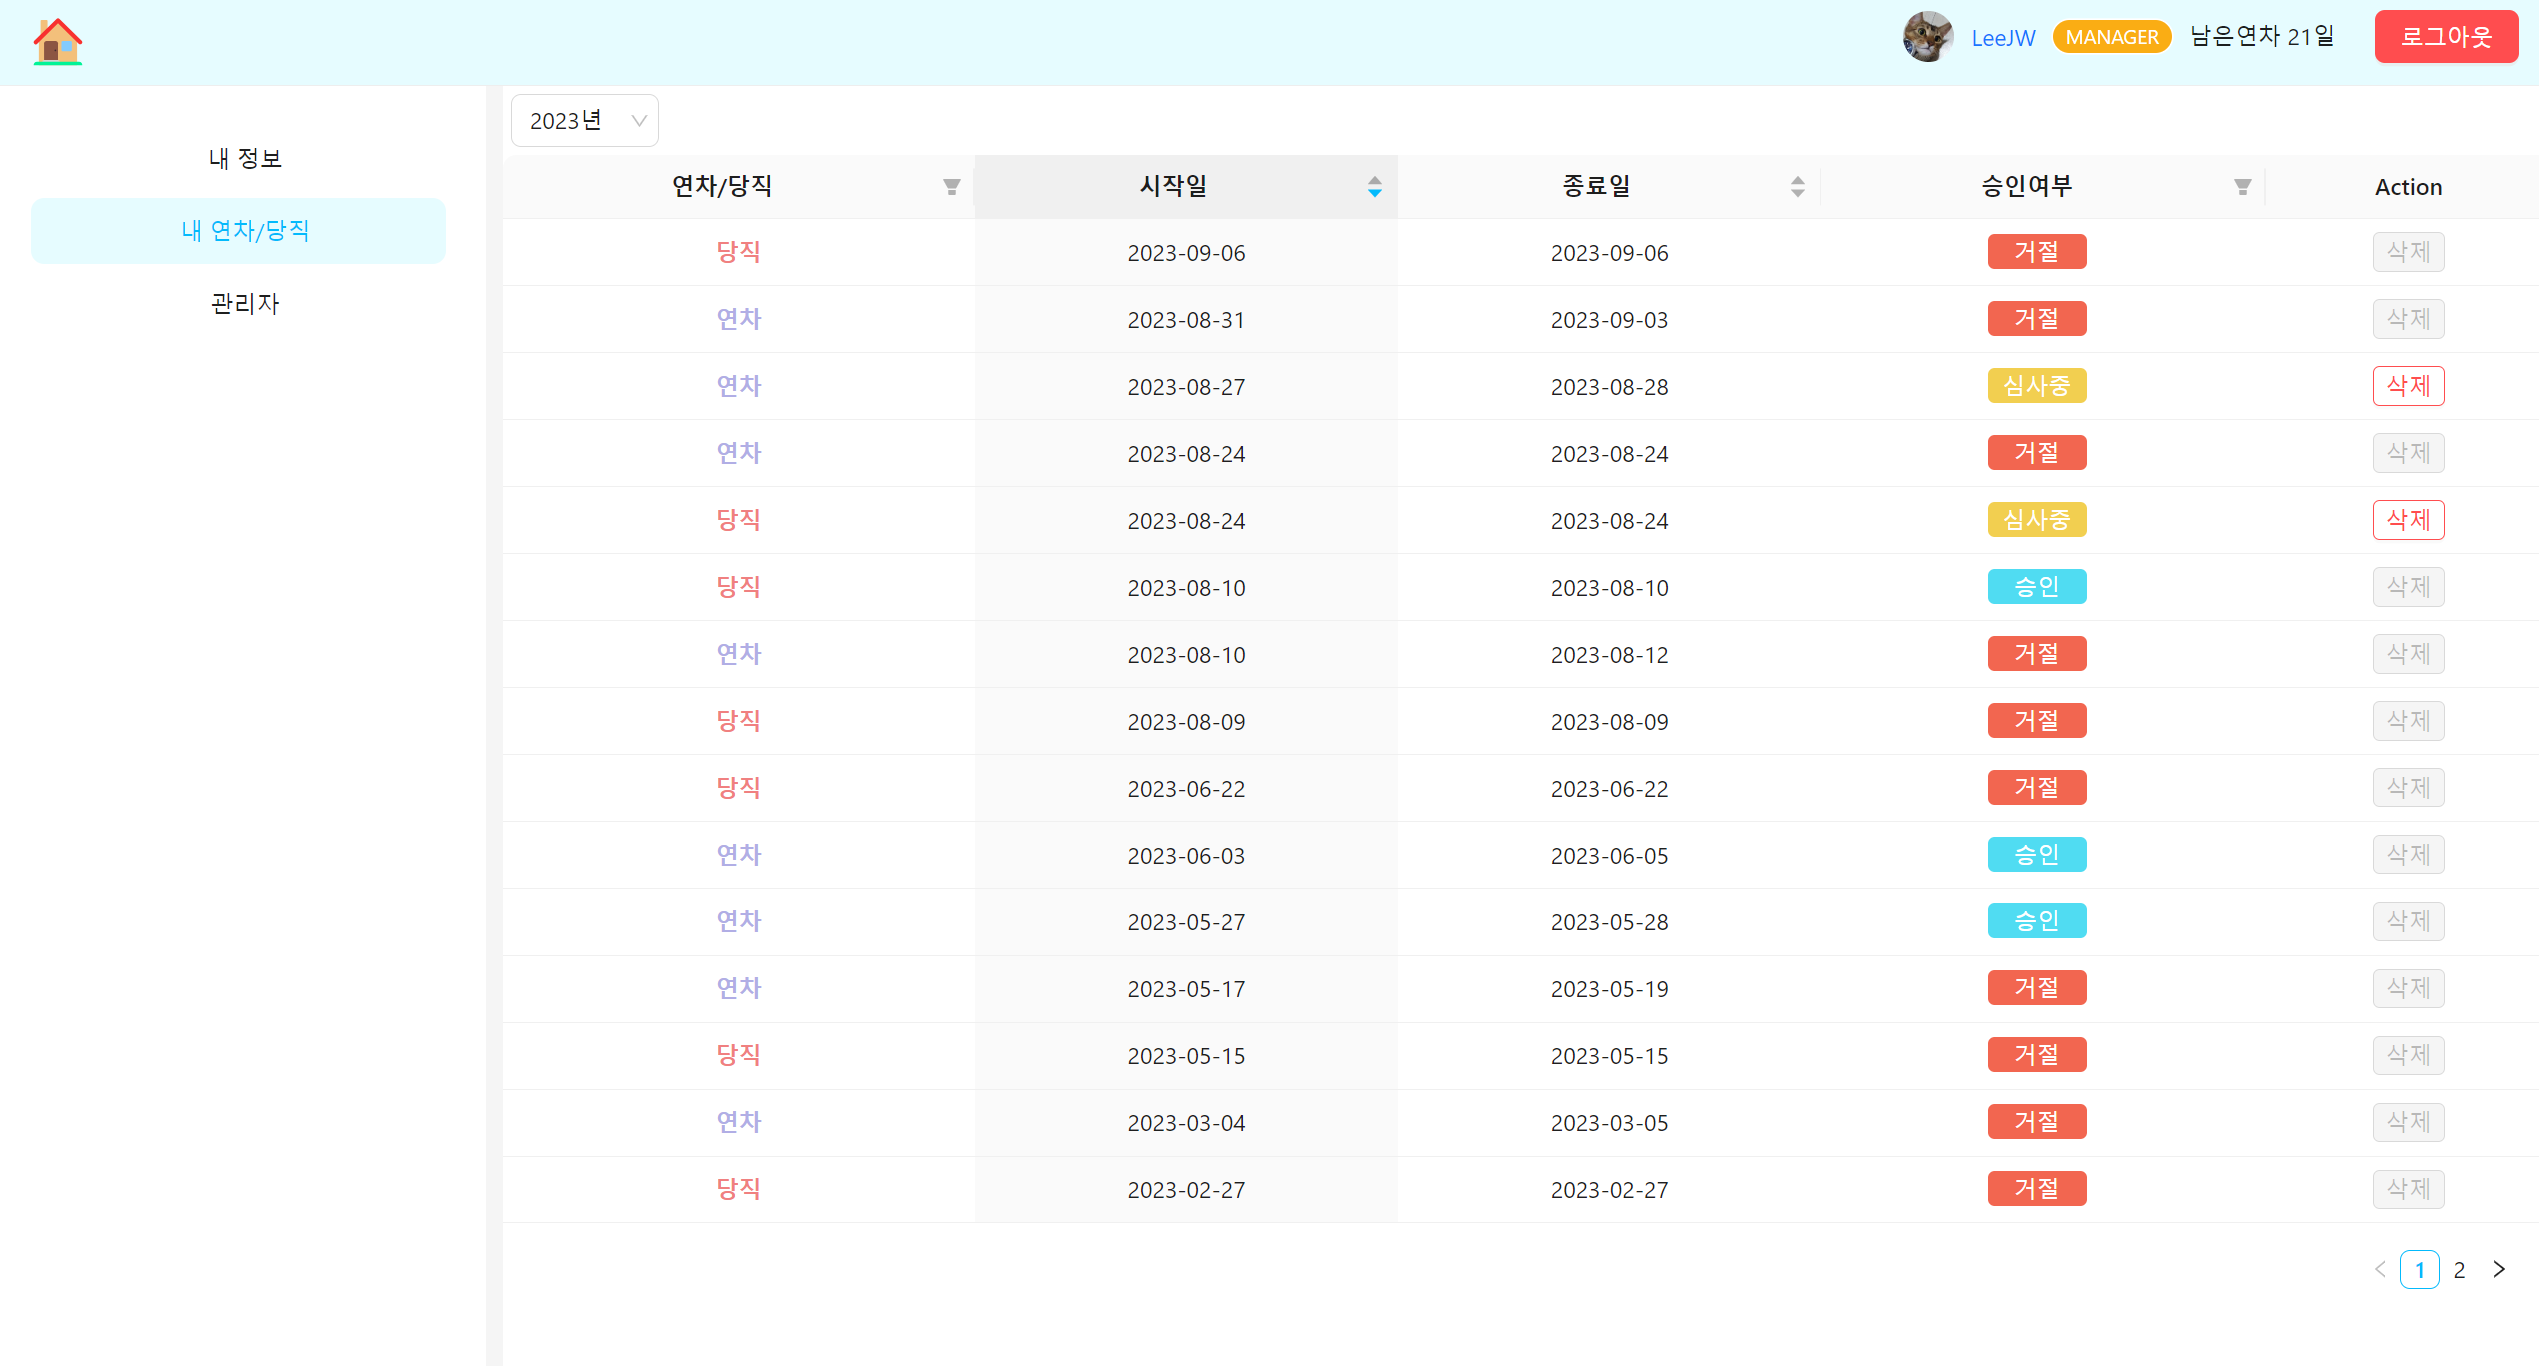 LeeJW MANAGER 남은연차 21일 로그아웃
내 정보
내 연차/당직
관리자
2023년
연차/당직 시작일 종료일 승인여부 Action
당직 2023-09-06 2023-09-06 거절 삭제
연차 2023-08-31 2023-09-03 거절 삭제
연차 2023-08-27 2023-08-28 심사중 삭제
연차 2023-08-24 2023-08-24 거절 삭제
당직 2023-08-24 2023-08-24 심사중 삭제
당직 2023-08-10 2023-08-10 승인 삭제
연차 2023-08-10 2023-08-12 거절 삭제
당직 2023-08-09 2023-08-09 거절 삭제
당직 2023-06-22 2023-06-22 거절 삭제
연차 2023-06-03 2023-06-05 승인 삭제
연차 2023-05-27 2023-05-28 승인 삭제
연차 2023-05-17 2023-05-19 거절 삭제
당직 2023-05-15 2023-05-15 거절 삭제
연차 2023-03-04 2023-03-05 거절 삭제
당직 2023-02-27 2023-02-27 거절 삭제
1 2